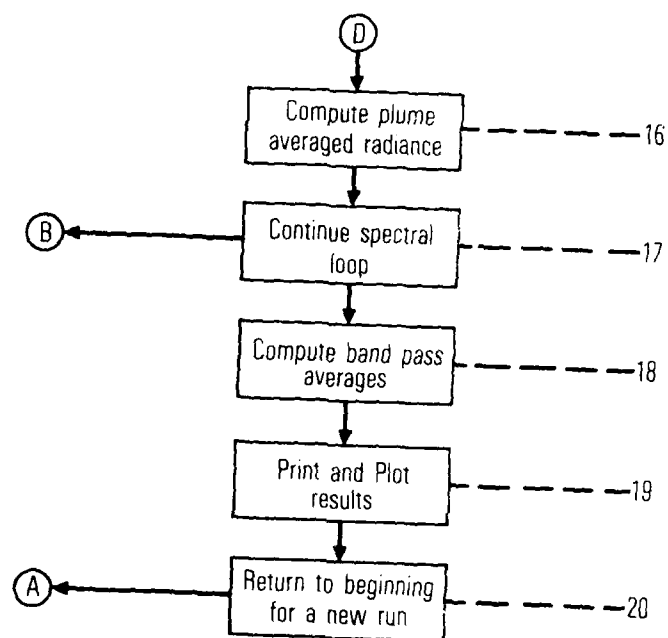 D
Compute plume
averaged radiance
16
B
Continue spectral
loop
17
Compute band pass
averages
18
Print and Plot
results
19
A
Return to beginning
for a new run
20